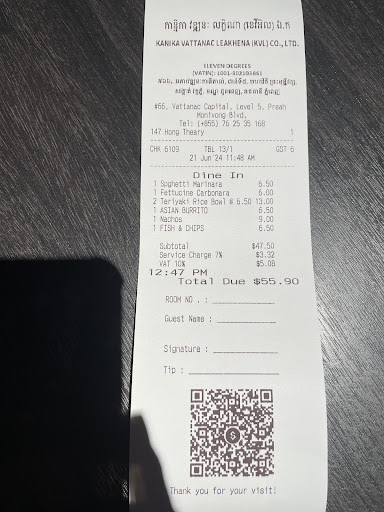 KANIKA VATTANAC LEAKHENA (KVL) CO., LTD.
ELEVEN DEGREES
#66, Vattanac Capital, Level 5, Preah
Monivong Blvd,
Tel: (+855) 76 25 35 168
147 Hong Theary 1
CHK 6109 TBL 13/1 GST 6
21 Jun'24 11:48 AM
Dine In
1 Spghetti Marinara 6.50
1 Fettucine Carbonara 6.00
2 Teriyaki Rice Bowl @ 6.50 13.00
1 ASIAN BURRITO 6.50
1 Nachos 9.00
1 FISH & CHIPS 6.50
Subtotal $47.50
Service Charge 7% $3.32
VAT 10% $5.08
12:47 PM
Total Due $55.90
ROOM NO . :
Guest Name :
Signature :
Tip :
Thank you for your visit!